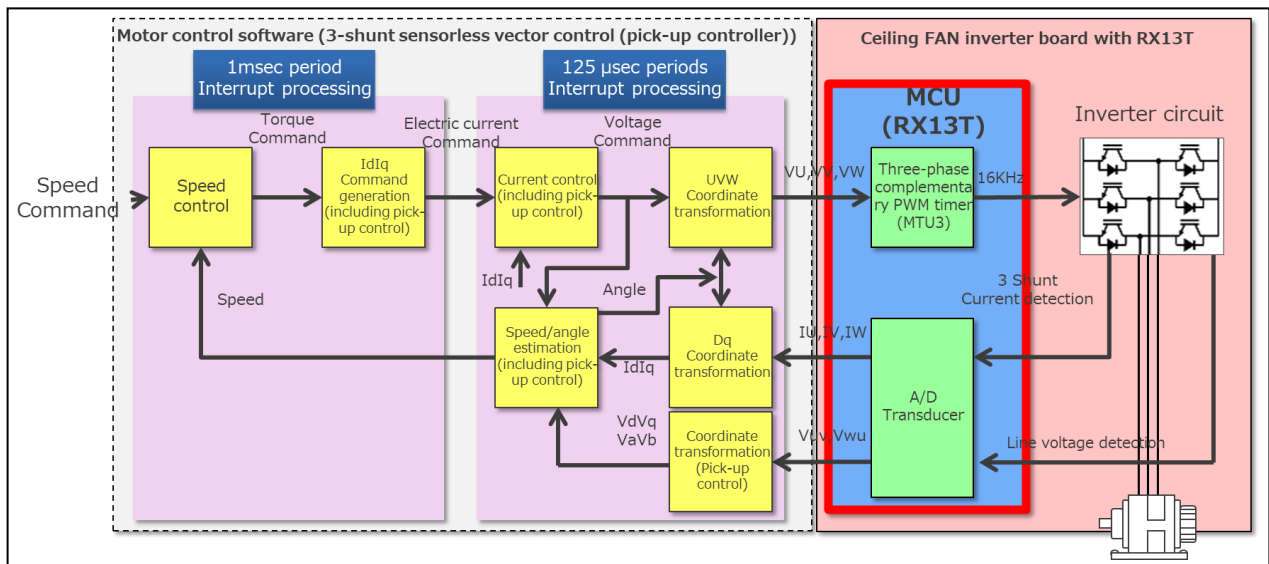 Motor control software (3-shunt sensorless vector control (pick-up controller))
Ceiling FAN inverter board with RX13T
1msec period
Interrupt processing
125 μsec periods
Interrupt processing
MCU
(RX13T)
Inverter circuit
Torque
Command
Electric current
Command
Voltage
Command
Speed
Command
Speed
control
IdIq
Command
generation
(including pick-
up control)
Current control
(including pick-
up control)
UVW
Coordinate
transformation
VU,VV,VW
Three-phase
complementa
ry PWM timer
(MTU3)
16KHz
IdIq
Angle
Speed
3 Shunt
Current detection
Speed/angle
estimation
(including pick-
up control)
IdIq
Dq
Coordinate
transformation
IU,IV,IW
A/D
Transducer
VdVq
VaVb
Coordinate
transformation
(Pick-up
control)
Vuv,Vwu
Line voltage detection